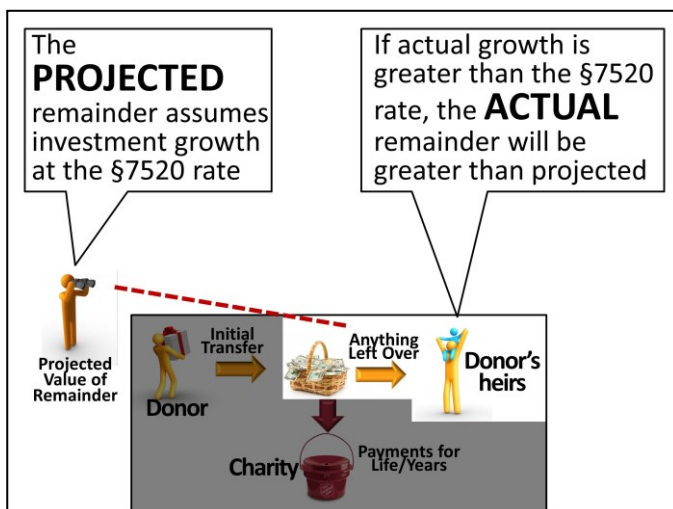 The
PROJECTED
remainder assumes
investment growth
at the §7520 rate
If actual growth is
greater than the §7520
rate, the ACTUAL
remainder will be
greater than projected
Projected
Value of
Remainder
Donor
Initial
Transfer
Anything
Left Over
Donor's
heirs
Charity
Payments for
Life/Years